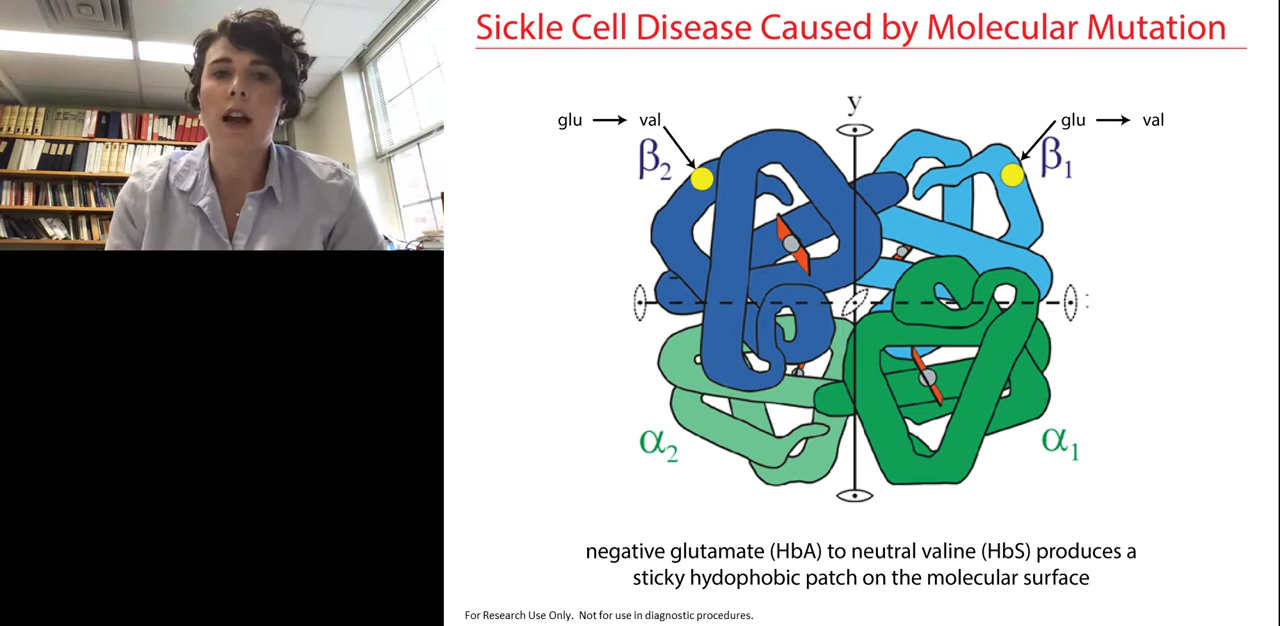 Sickle Cell Disease Caused by Molecular Mutation
y
glu → val
glu → val
β2
β1
α2
α1
negative glutamate (HbA) to neutral valine (HbS) produces a
sticky hydophobic patch on the molecular surface
For Research Use Only. Not for use in diagnostic procedures.